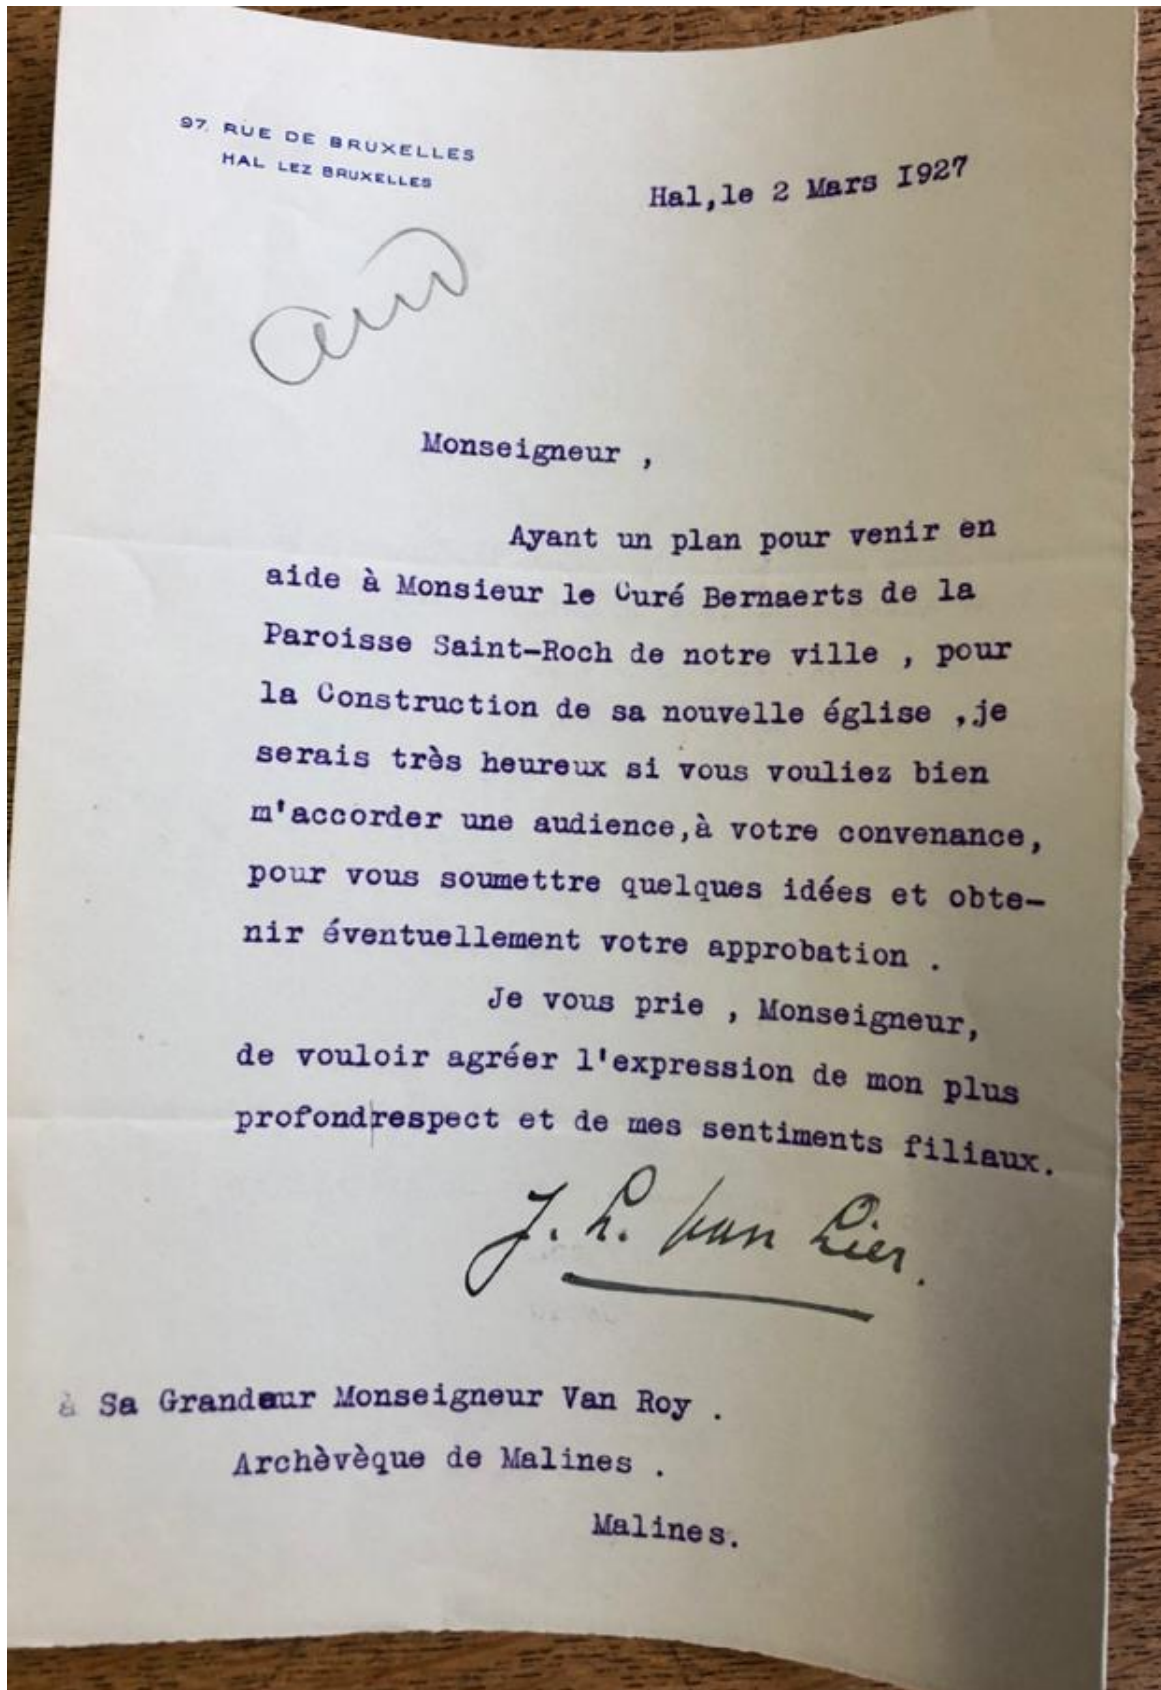 97, RUE DE BRUXELLES
HAL LEZ BRUXELLES
Hal,le 2 Mars I927
Monseigneur ,
Ayant un plan pour venir en
aide à Monsieur le Curé Bernaerts de la
Paroisse Saint-Roch de notre ville , pour
la Construction de sa nouvelle église ,je
serais très heureux si vous vouliez bien
m'accorder une audience,à votre convenance,
pour vous soumettre quelques idées et obte-
nir éventuellement votre approbation .
Je vous prie , Monseigneur,
de vouloir agréer l'expression de mon plus
profond|respect et de mes sentiments filiaux.
J. L. Van Lier.
à Sa Grandeur Monseigneur Van Roy .
Archèvèque de Malines .
Malines.